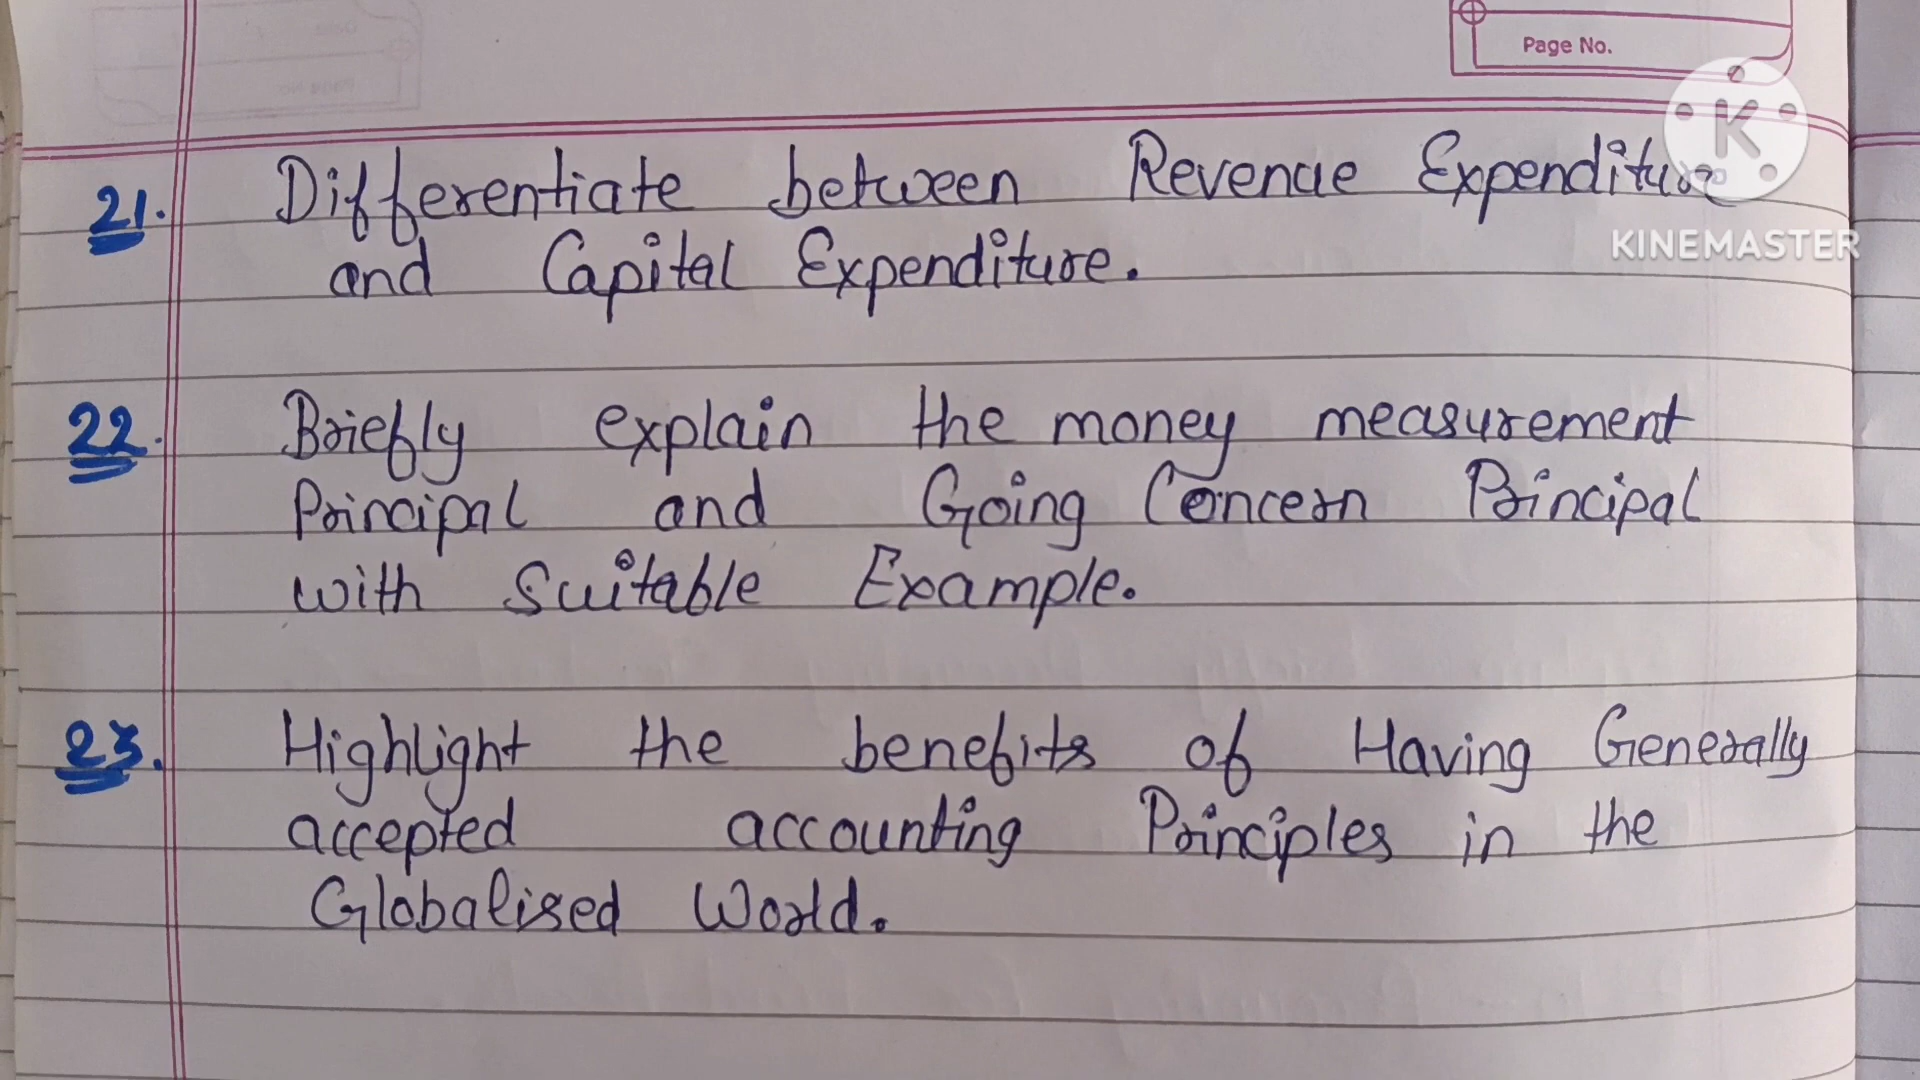 Page No.
K
KINEMASTER
21. Differentiate between Revenue Expenditure
and Capital Expenditure.
22. Briefly explain the money measurement
Principal and Going Concern Principal
with Suitable Example.
23. Highlight the benefits of Having Generally
accepted accounting Principles in the
Globalised World.